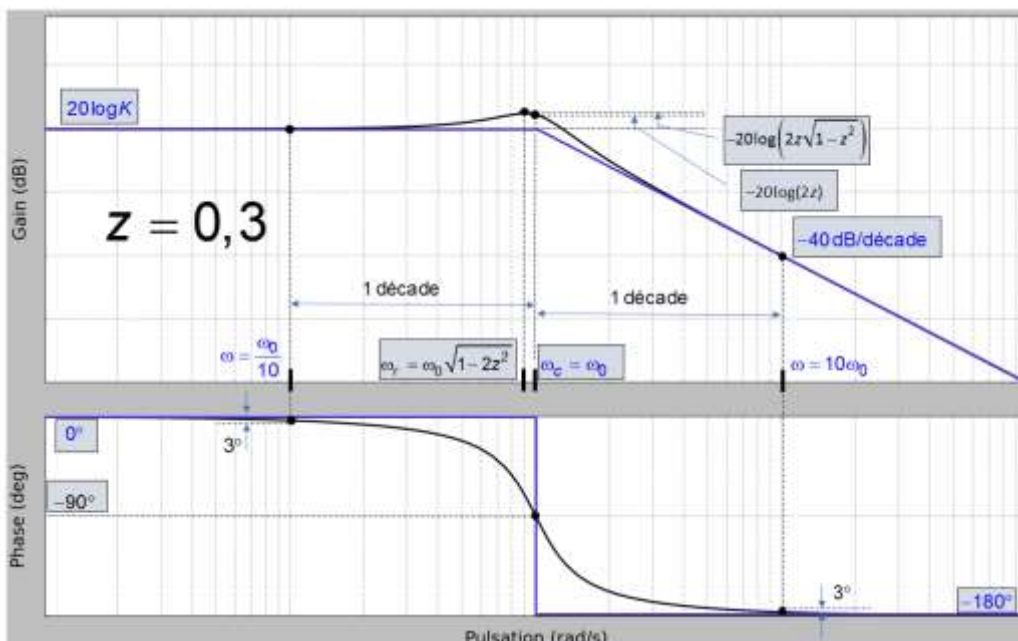 Gain (dB)
20logK
−20log(2z√1−z²)
−20log(2z)
z = 0,3
−40 dB/décade
1 décade
1 décade
ω = ω₀/10
ωᵣ = ω₀√1−2z²
ω_c = ω₀
ω = 10ω₀
Phase (deg)
0°
3°
−90°
3°
−180°
Pulsation (rad/s)